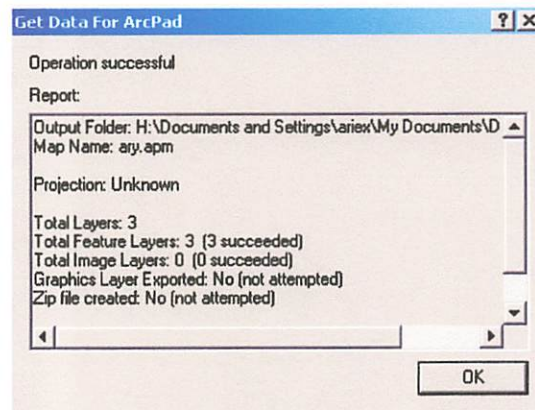 Get Data For ArcPad
Operation successful
Report:
Output Folder: H:\Documents and Settings\ariex\My Documents\D
Map Name: ary.apm
Projection: Unknown
Total Layers: 3
Total Feature Layers: 3 (3 succeeded)
Total Image Layers: 0 (0 succeeded)
Graphics Layer Exported: No (not attempted)
Zip file created: No (not attempted)
OK